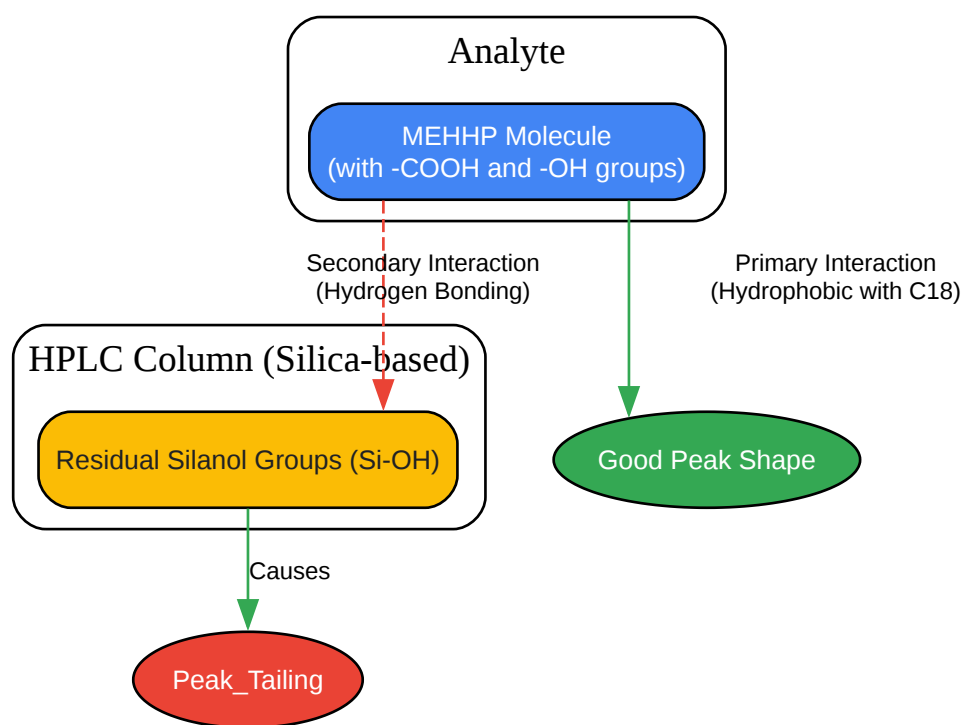 Analyte
MEHHP Molecule
(with -COOH and -OH groups)
Secondary Interaction
(Hydrogen Bonding)
Primary Interaction
(Hydrophobic with C18)
HPLC Column (Silica-based)
Residual Silanol Groups (Si-OH)
Good Peak Shape
Causes
Peak_Tailing